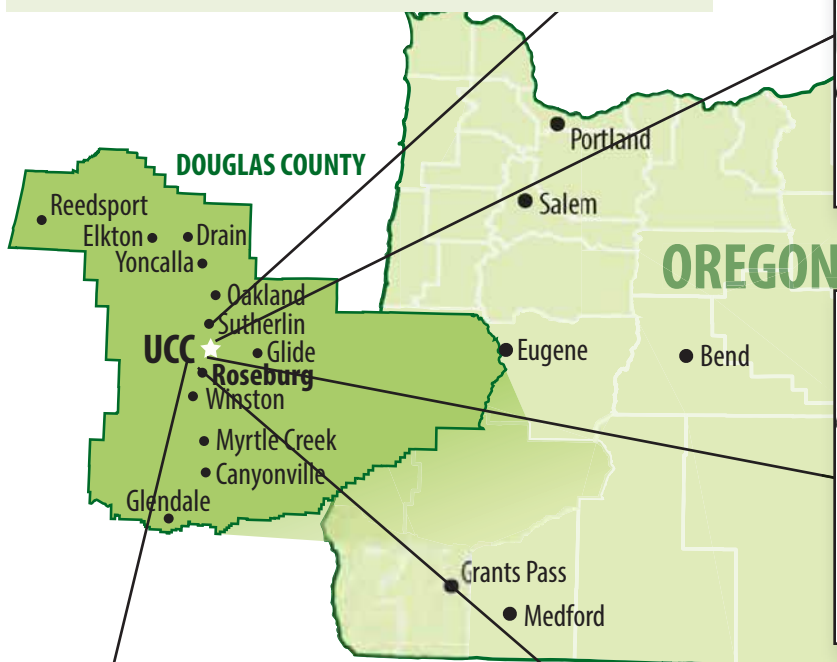 Portland
DOUGLAS COUNTY
Salem
Reedsport
Elkton
Drain
Yoncalla
OREGON
Oakland
Sutherlin
UCC
Glide
Eugene
Bend
Roseburg
Winston
Myrtle Creek
Canyonville
Glendale
Grants Pass
Medford